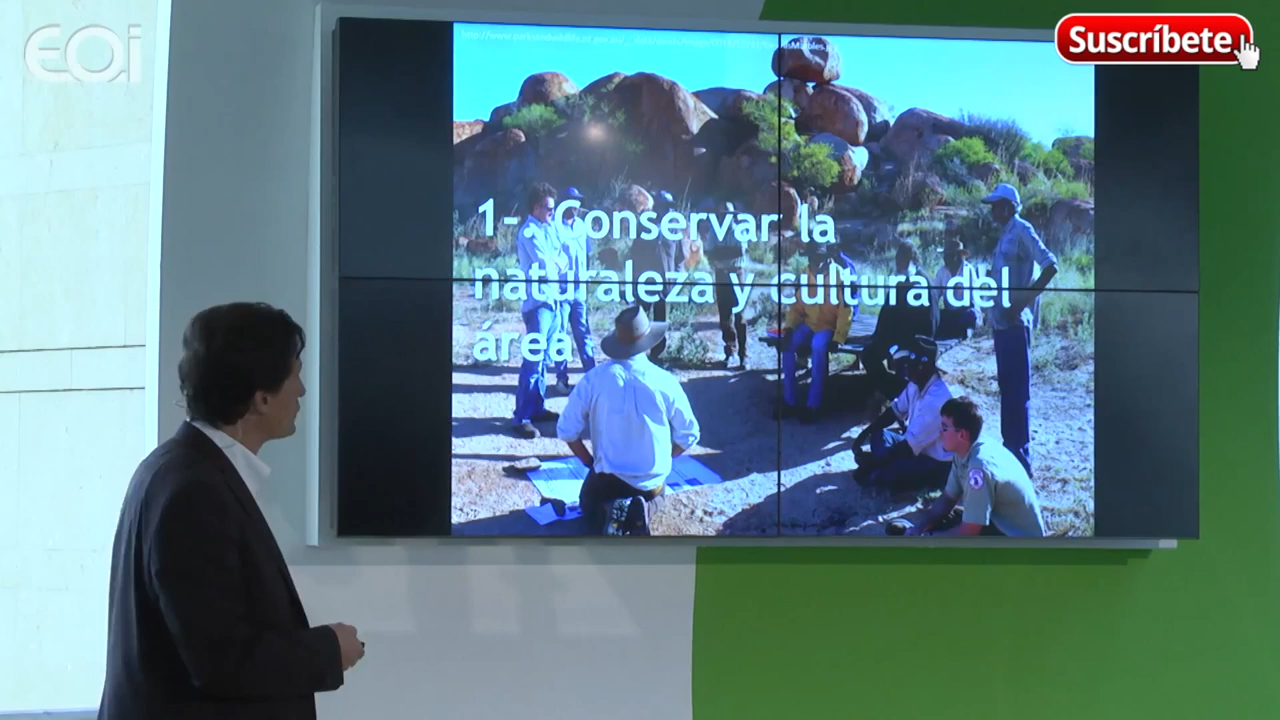 EOi
Suscríbete
1-. Conservar la
naturaleza y cultura del
área